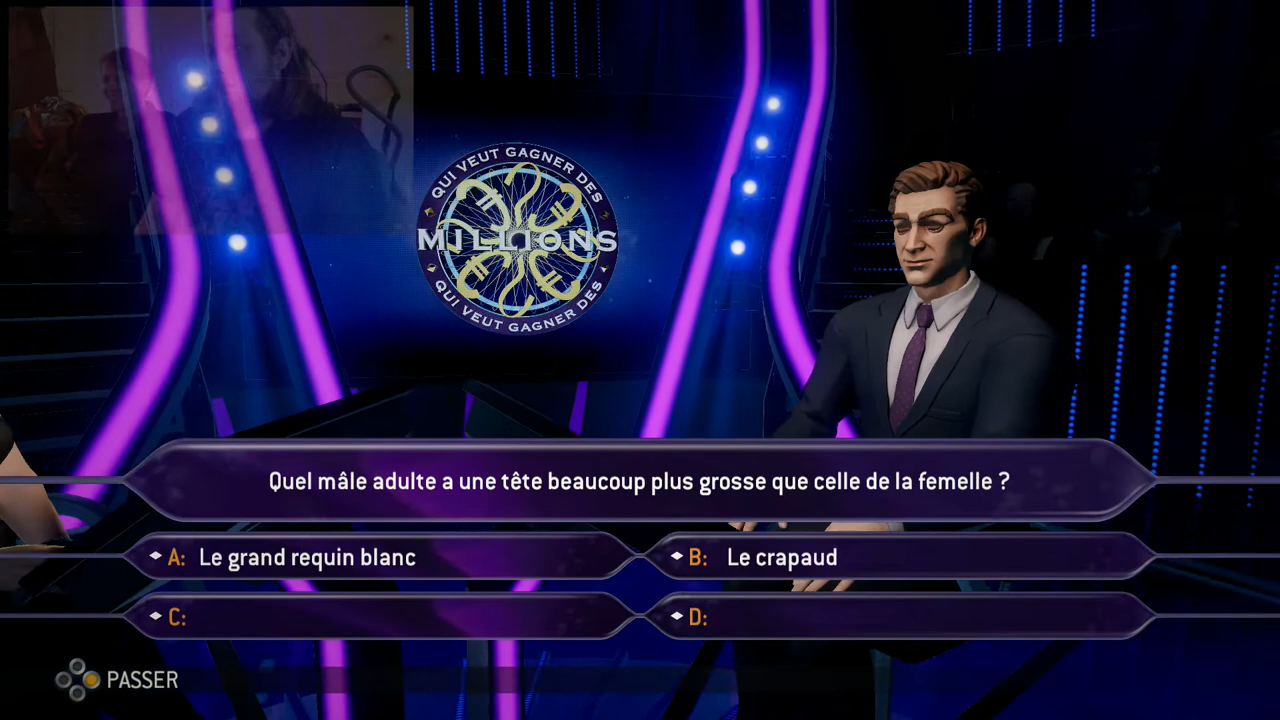 QUI VEUT GAGNER DES
MILLIONS
QUI VEUT GAGNER DES
Quel mâle adulte a une tête beaucoup plus grosse que celle de la femelle ?
A: Le grand requin blanc
B: Le crapaud
C:
D:
PASSER